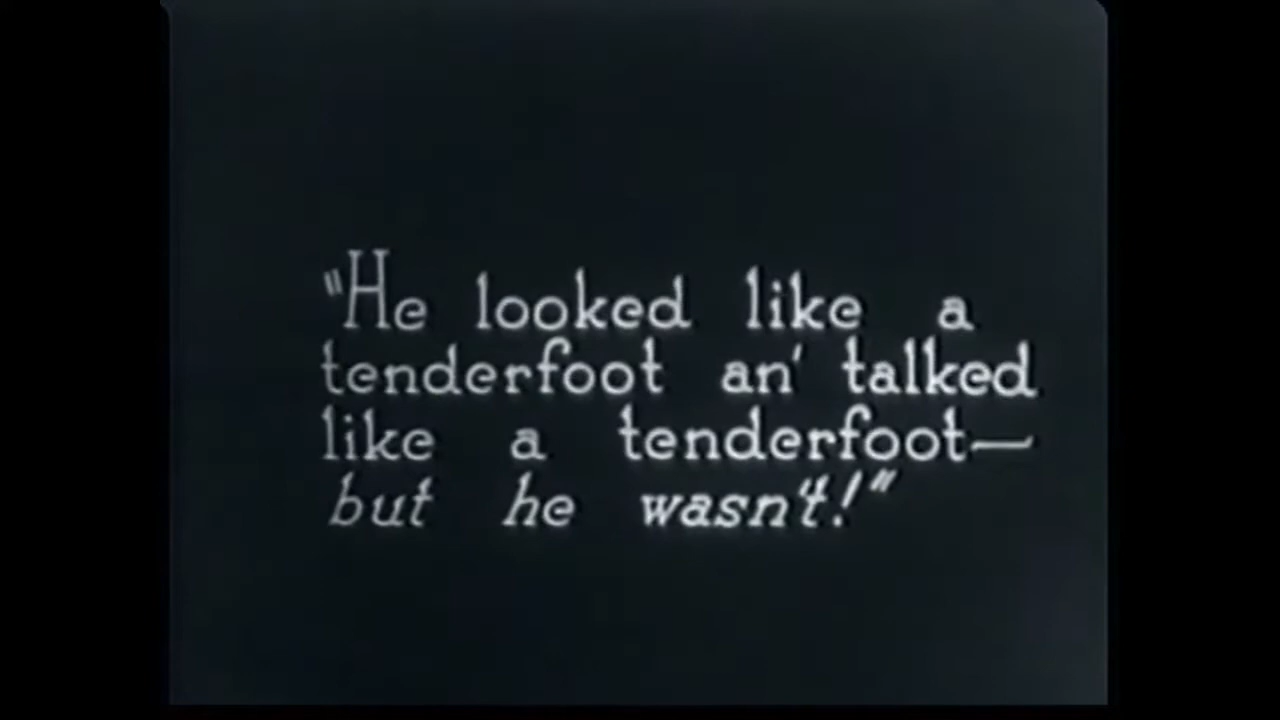 "He looked like a
tenderfoot an' talked
like a tenderfoot—
but he wasn't!"